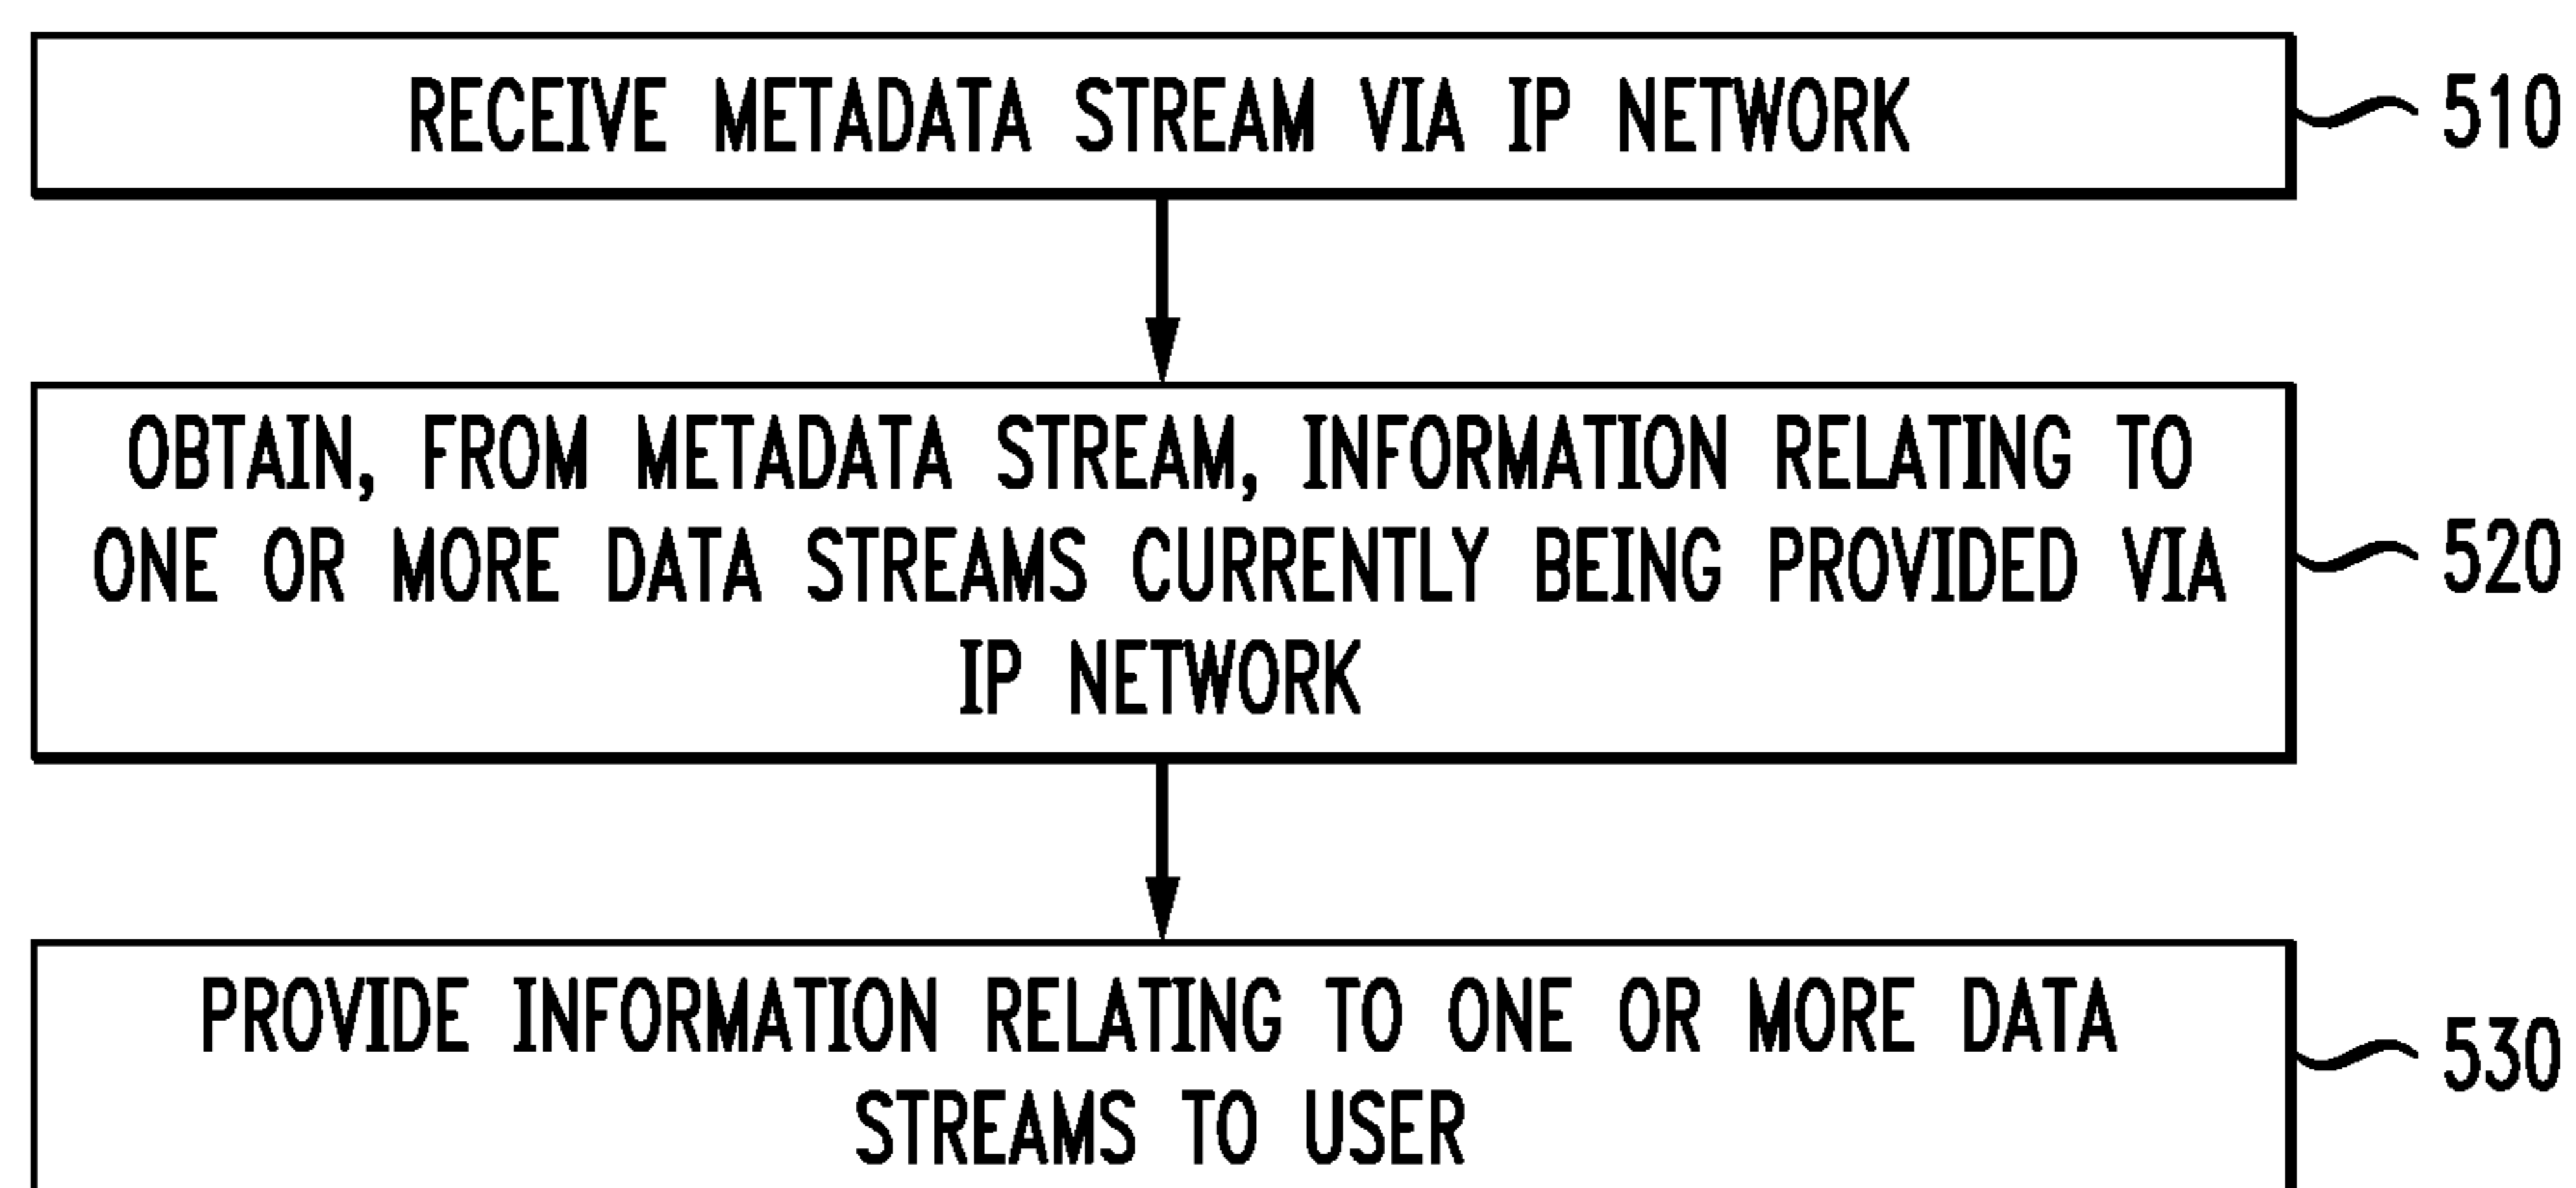 RECEIVE METADATA STREAM VIA IP NETWORK
510
OBTAIN, FROM METADATA STREAM, INFORMATION RELATING TO
ONE OR MORE DATA STREAMS CURRENTLY BEING PROVIDED VIA
IP NETWORK
520
PROVIDE INFORMATION RELATING TO ONE OR MORE DATA
STREAMS TO USER
530